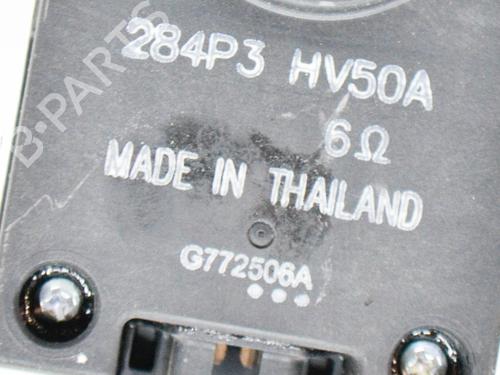 B-PARTS
284P3 HV50A
6Ω
MADE IN THAILAND
G772506A